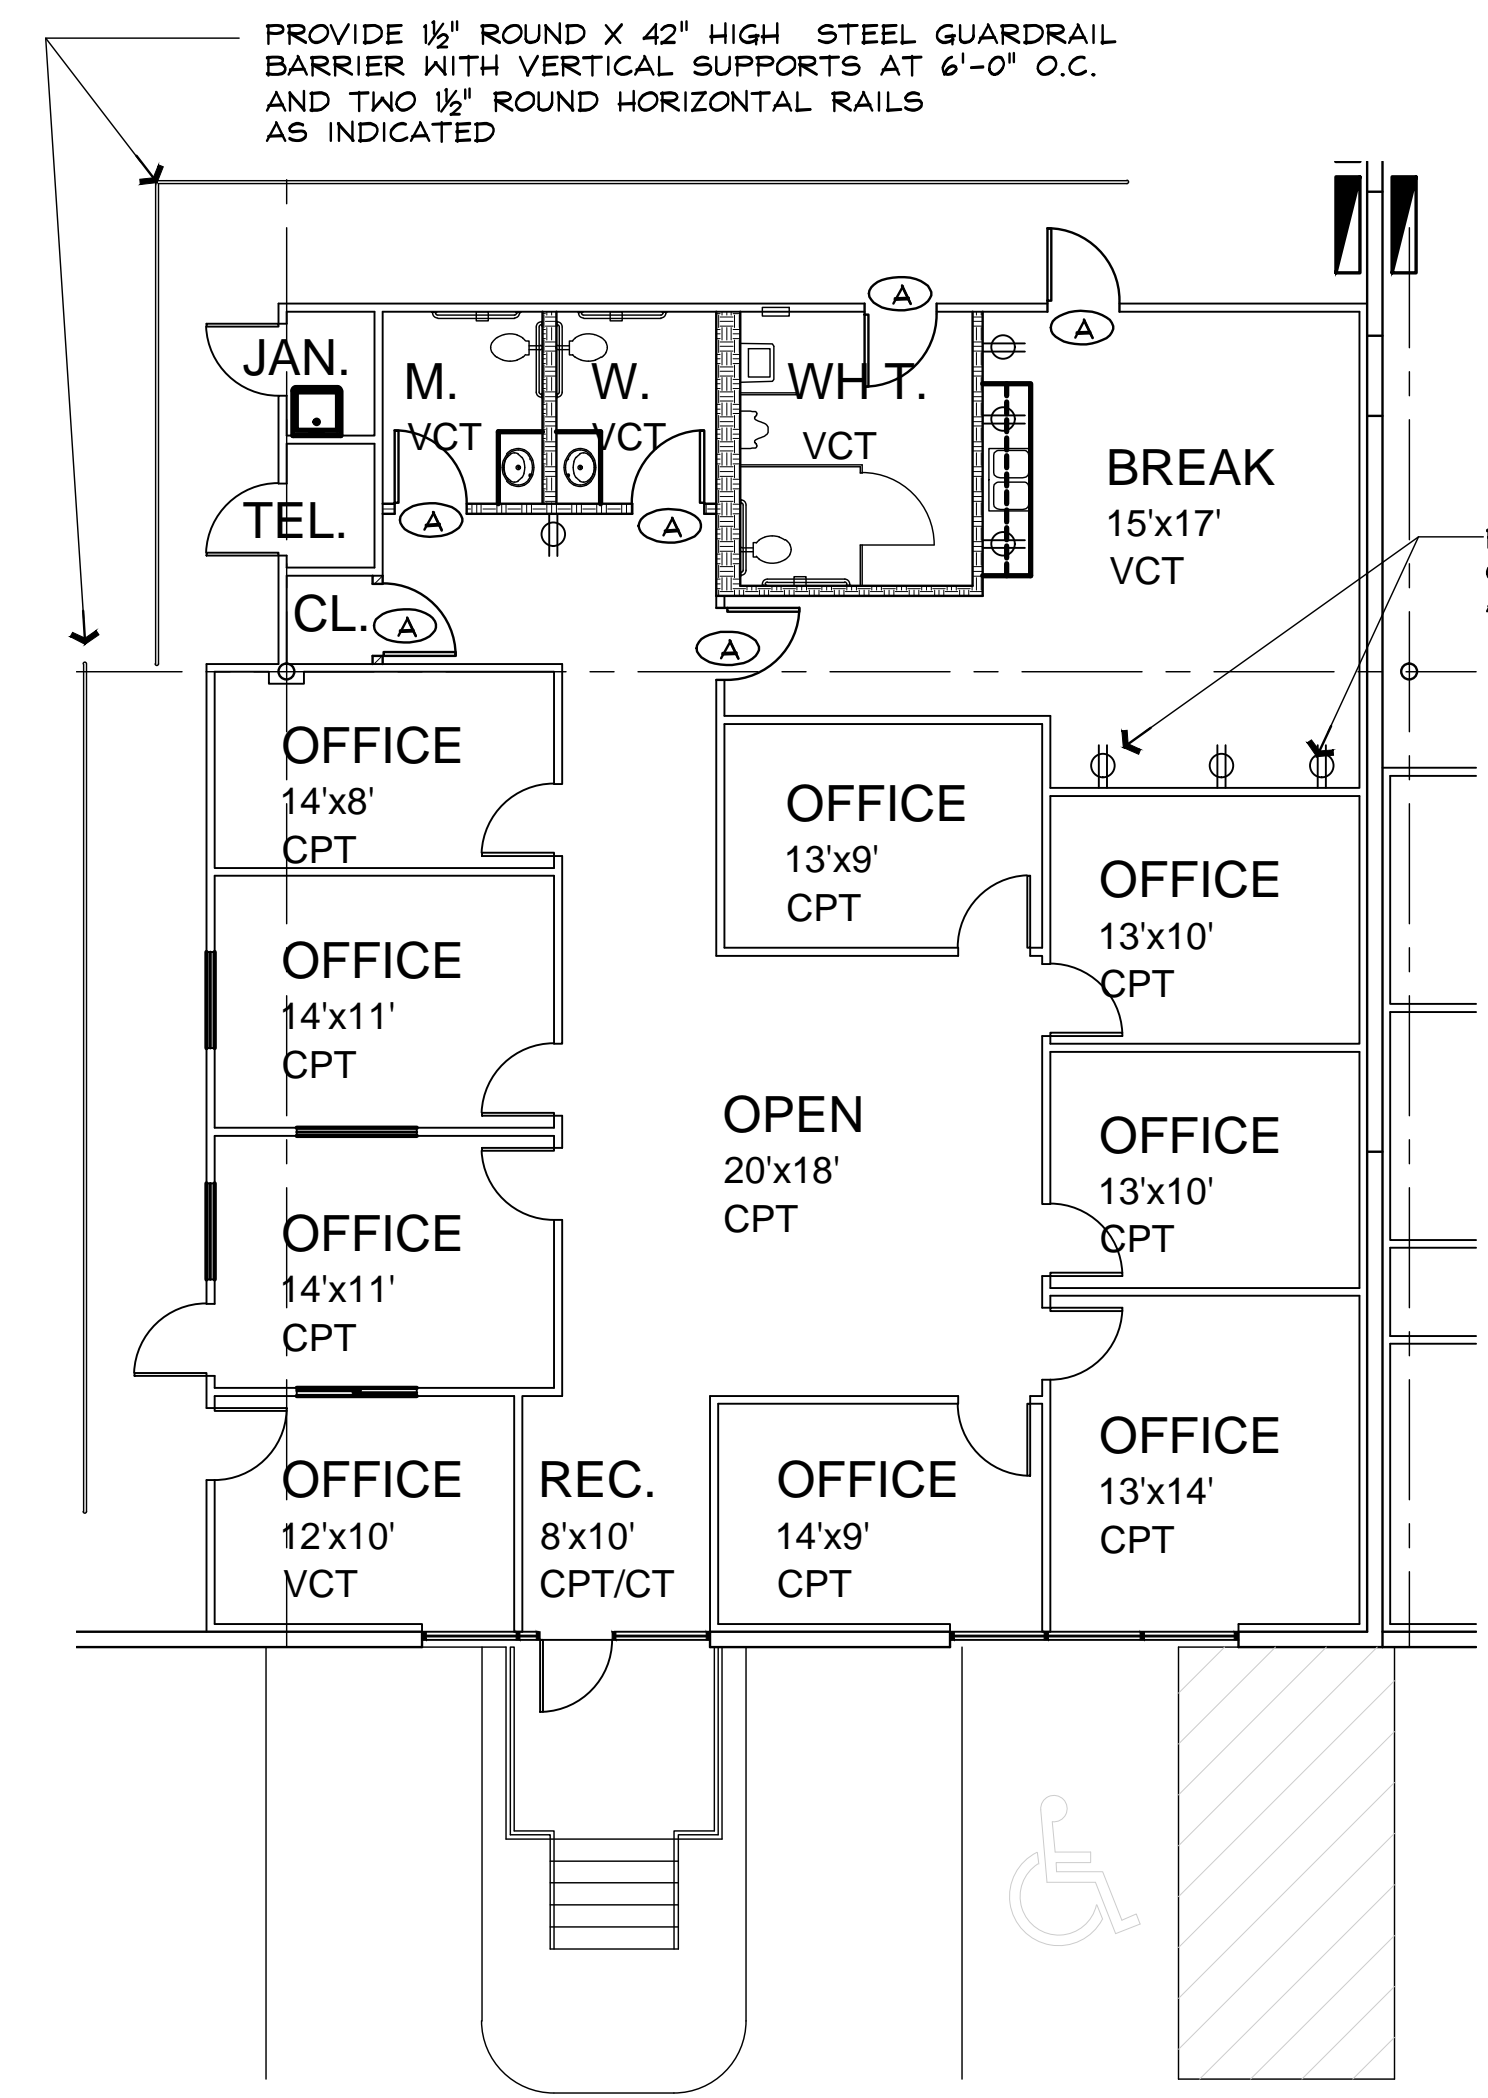 PROVIDE 1½" ROUND X 42" HIGH STEEL GUARDRAIL
BARRIER WITH VERTICAL SUPPORTS AT 6'-0" O.C.
AND TWO 1½" ROUND HORIZONTAL RAILS
AS INDICATED
A
A
JAN.
M.
VCT
W.
VCT
WH T.
VCT
BREAK
15'x17'
VCT
TEL.
A
A
CL.
A
A
OFFICE
14'x8'
CPT
OFFICE
13'x9'
CPT
OFFICE
13'x10'
CPT
OFFICE
14'x11'
CPT
OPEN
20'x18'
CPT
OFFICE
13'x10'
CPT
OFFICE
14'x11'
CPT
OFFICE
13'x14'
CPT
OFFICE
12'x10'
VCT
REC.
8'x10'
CPT/CT
OFFICE
14'x9'
CPT